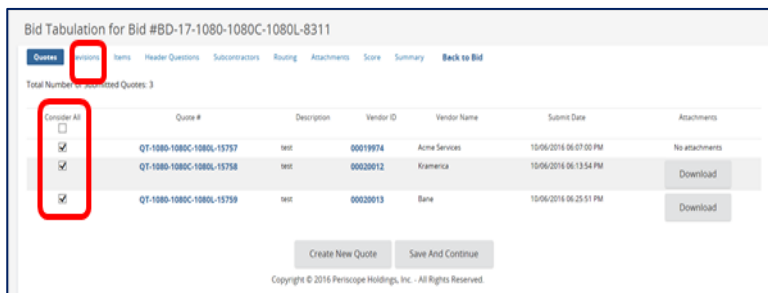 Bid Tabulation for Bid #BD-17-1080-1080C-1080L-8311
Quotes Revisions Items Header Questions Subcontractors Routing Attachments Score Summary Back to Bid
Total Number of Submitted Quotes: 3
Consider All Quote # Description Vendor ID Vendor Name Submit Date Attachments
QT-1080-1080C-1080L-15757 test 00019974 Acme Services 10/06/2016 06:07:00 PM No attachments
QT-1080-1080C-1080L-15758 test 00020012 Kramerica 10/06/2016 06:13:54 PM Download
QT-1080-1080C-1080L-15759 test 00020013 Bane 10/06/2016 06:25:51 PM Download
Create New Quote Save And Continue
Copyright © 2016 Periscope Holdings, Inc. - All Rights Reserved.